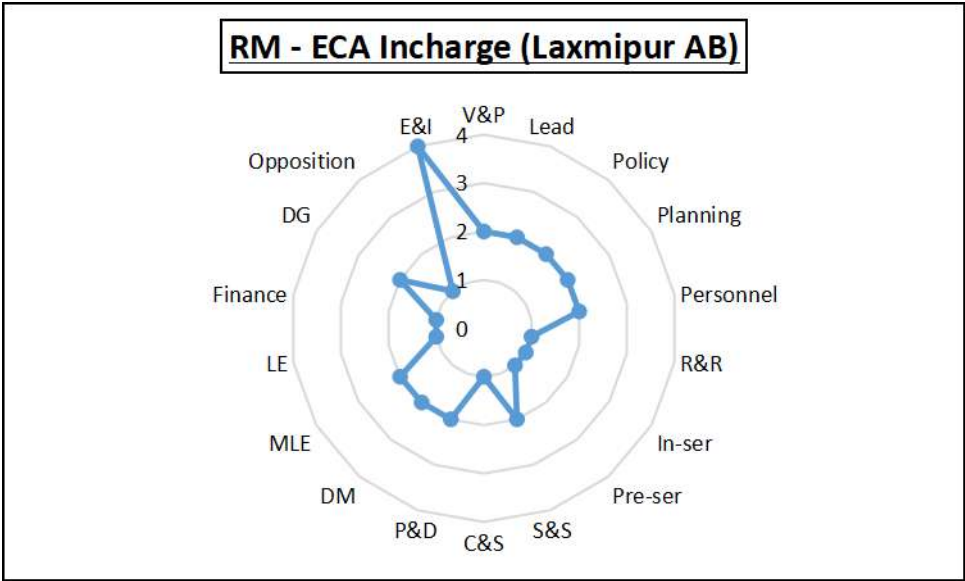 RM - ECA Incharge (Laxmipur AB)
V&P
Lead
Policy
Planning
Personnel
R&R
In-ser
Pre-ser
S&S
C&S
P&D
DM
MLE
LE
Finance
DG
Opposition
E&I
4
3
2
1
0